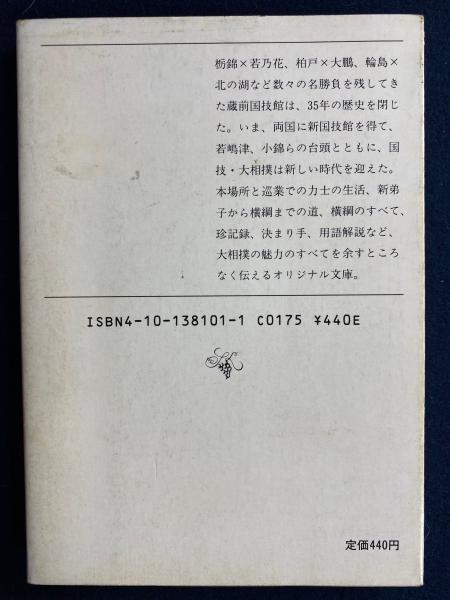 栃錦×若乃花、柏戸×大鵬、輪島×
北の湖など数々の名勝負を残してき
た蔵前国技館は、35年の歴史を閉じ
た。いま、両国に新国技館を得て、
若嶋津、小錦らの台頭とともに、国
技・大相撲は新しい時代を迎えた。
本場所と巡業での力士の生活、新弟
子から横綱までの道、横綱のすべて、
珍記録、決まり手、用語解説など、
大相撲の魅力のすべてを余すところ
なく伝えるオリジナル文庫。
ISBN4-10-138101-1 C0175 ¥440E
定価440円